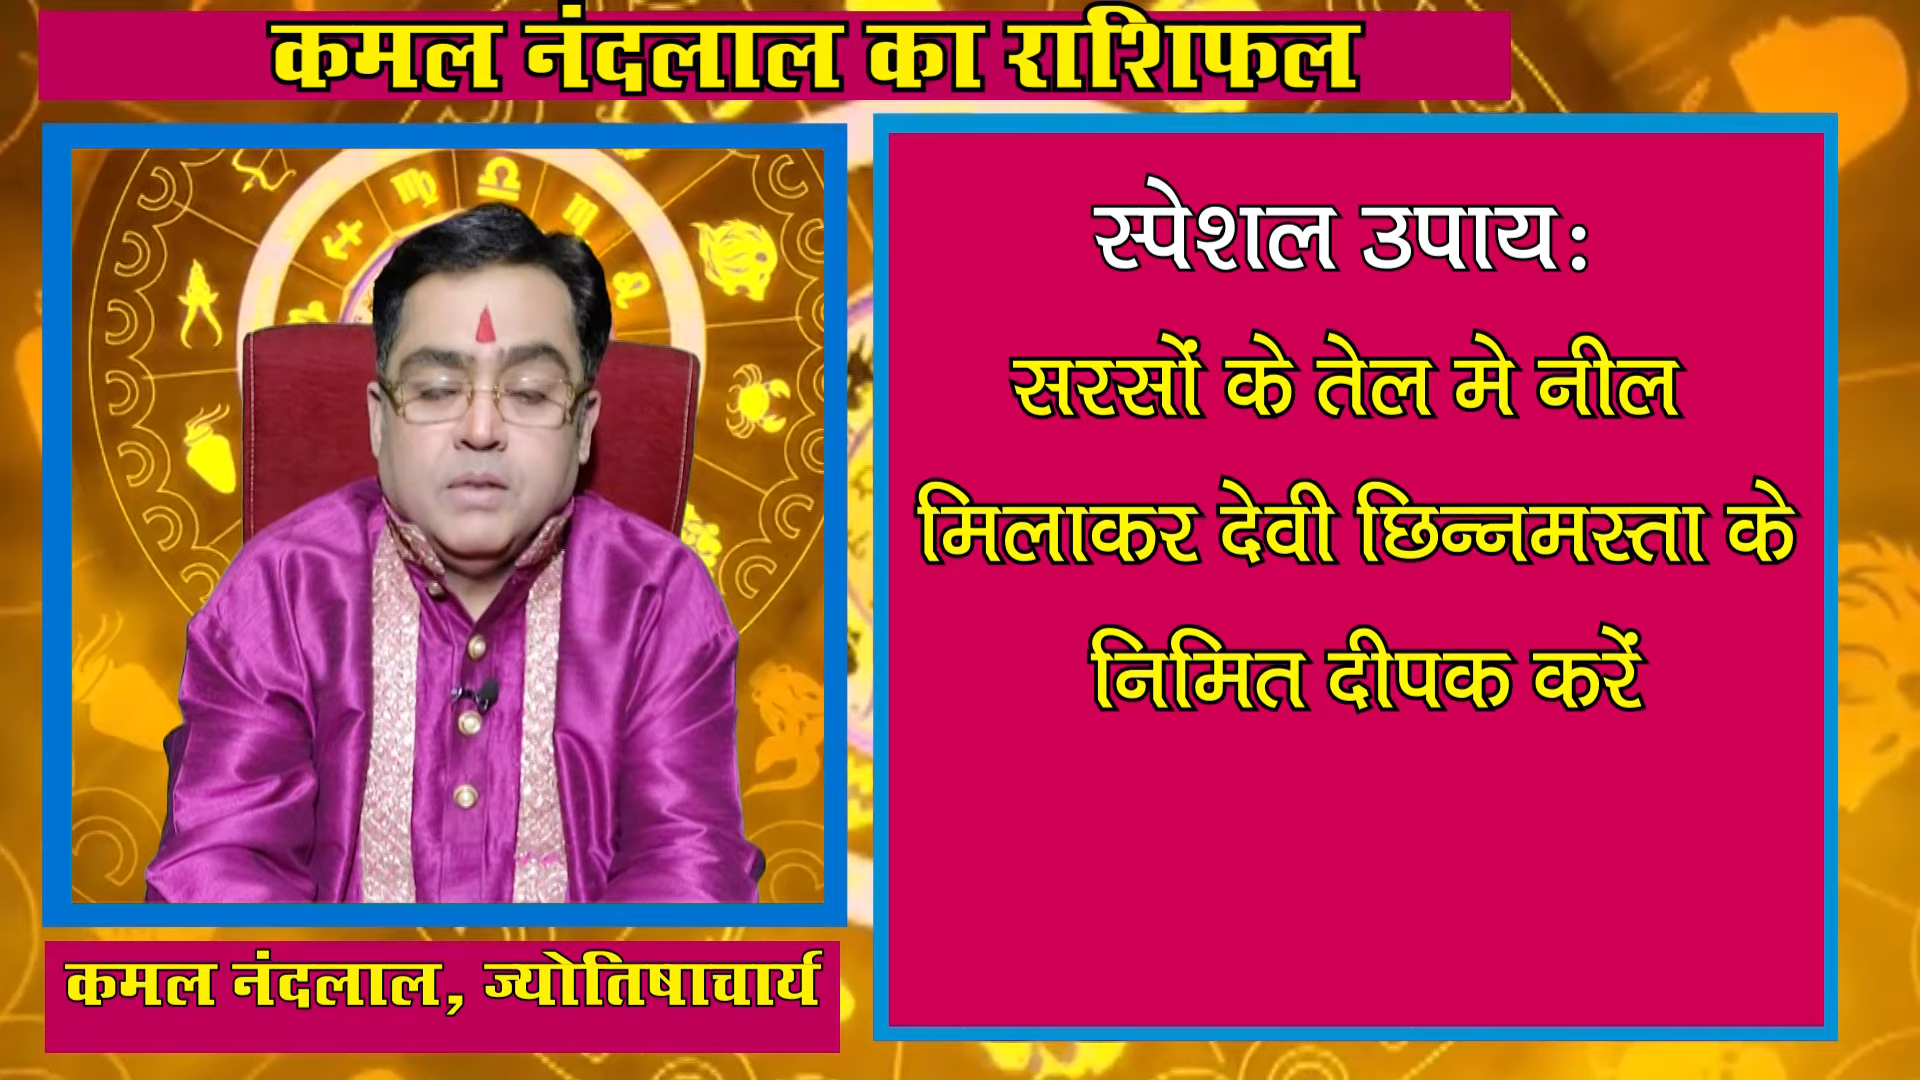 कमल नंदलाल का राशिफल
स्पेशल उपाय:
सरसों के तेल मे नील
मिलाकर देवी छिन्नमस्ता के
निमित दीपक करें
कमल नंदलाल, ज्योतिषाचार्य